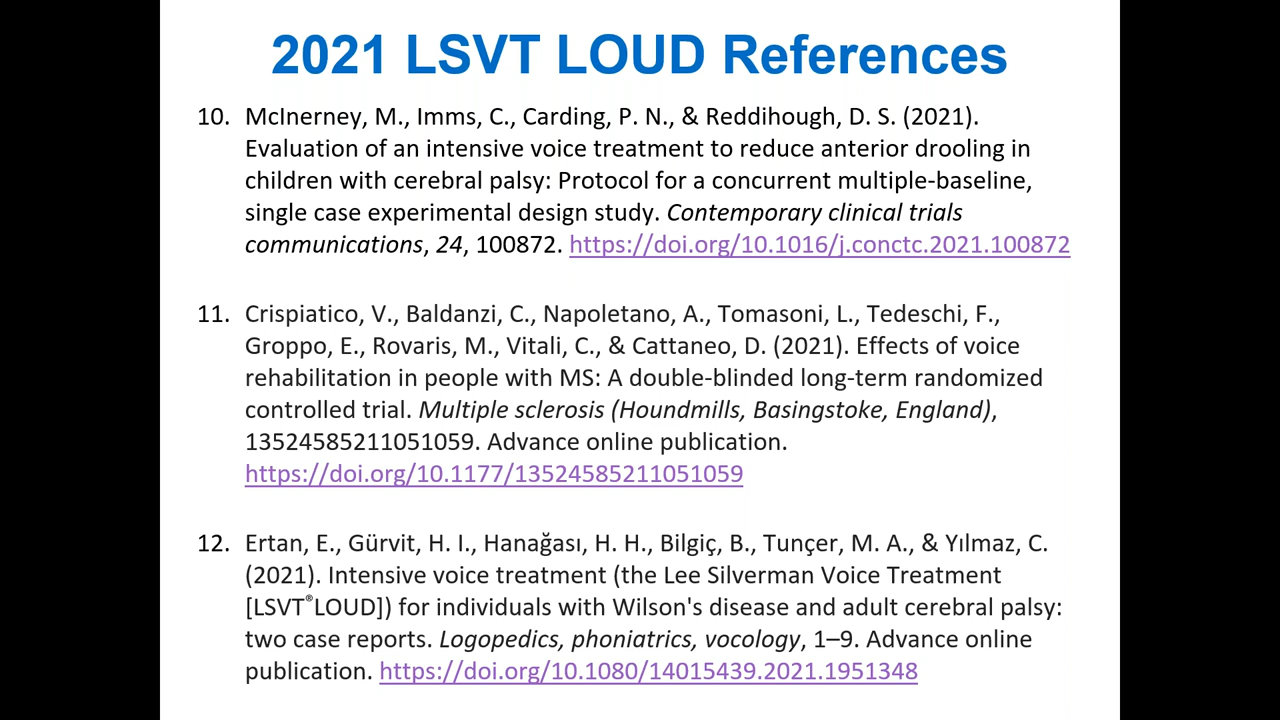 2021 LSVT LOUD References
10. McInerney, M., Imms, C., Carding, P. N., & Reddihough, D. S. (2021).
Evaluation of an intensive voice treatment to reduce anterior drooling in
children with cerebral palsy: Protocol for a concurrent multiple-baseline,
single case experimental design study. Contemporary clinical trials
communications, 24, 100872. https://doi.org/10.1016/j.conctc.2021.100872
11. Crispiatico, V., Baldanzi, C., Napoletano, A., Tomasoni, L., Tedeschi, F.,
Groppo, E., Rovaris, M., Vitali, C., & Cattaneo, D. (2021). Effects of voice
rehabilitation in people with MS: A double-blinded long-term randomized
controlled trial. Multiple sclerosis (Houndmills, Basingstoke, England),
13524585211051059. Advance online publication.
https://doi.org/10.1177/13524585211051059
12. Ertan, E., Gürvit, H. I., Hanağası, H. H., Bilgiç, B., Tunçer, M. A., & Yılmaz, C.
(2021). Intensive voice treatment (the Lee Silverman Voice Treatment
[LSVT®LOUD]) for individuals with Wilson's disease and adult cerebral palsy:
two case reports. Logopedics, phoniatrics, vocology, 1–9. Advance online
publication. https://doi.org/10.1080/14015439.2021.1951348